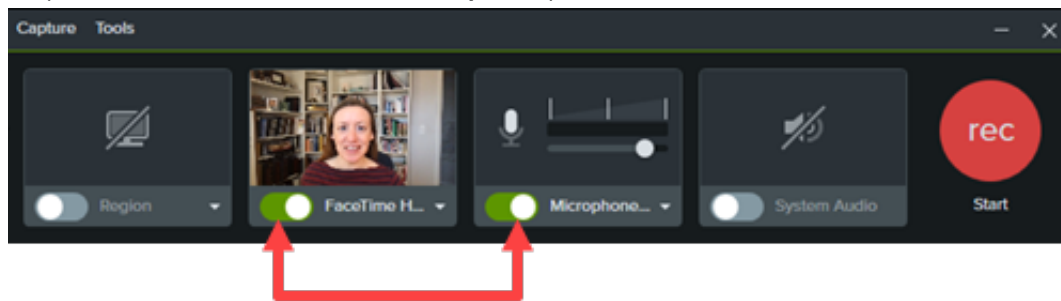 Capture Tools
rec
Region
FaceTime H...
Microphone...
System Audio
Start